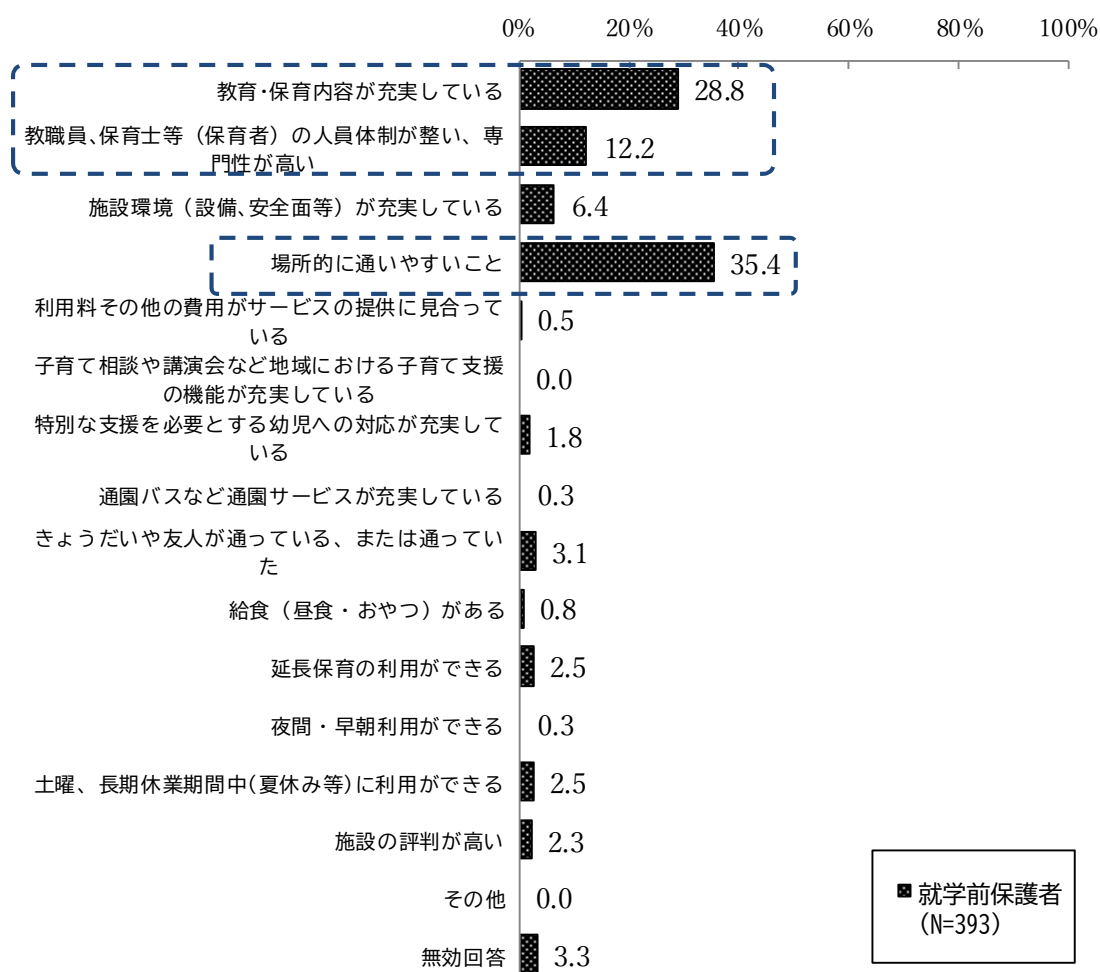 0% 20% 40% 60% 80% 100%
教育・保育内容が充実している 28.8
教職員、保育士等（保育者）の人員体制が整い、専
門性が高い 12.2
施設環境（設備、安全面等）が充実している 6.4
場所的に通いやすいこと 35.4
利用料その他の費用がサービスの提供に見合って
いる 0.5
子育て相談や講演会など地域における子育て支援
の機能が充実している 0.0
特別な支援を必要とする幼児への対応が充実して
いる 1.8
通園バスなど通園サービスが充実している 0.3
きょうだいや友人が通っている、または通ってい
た 3.1
給食（昼食・おやつ）がある 0.8
延長保育の利用ができる 2.5
夜間・早朝利用ができる 0.3
土曜、長期休業期間中(夏休み等)に利用ができる 2.5
施設の評判が高い 2.3
その他 0.0
無効回答 3.3
就学前保護者
(N=393)